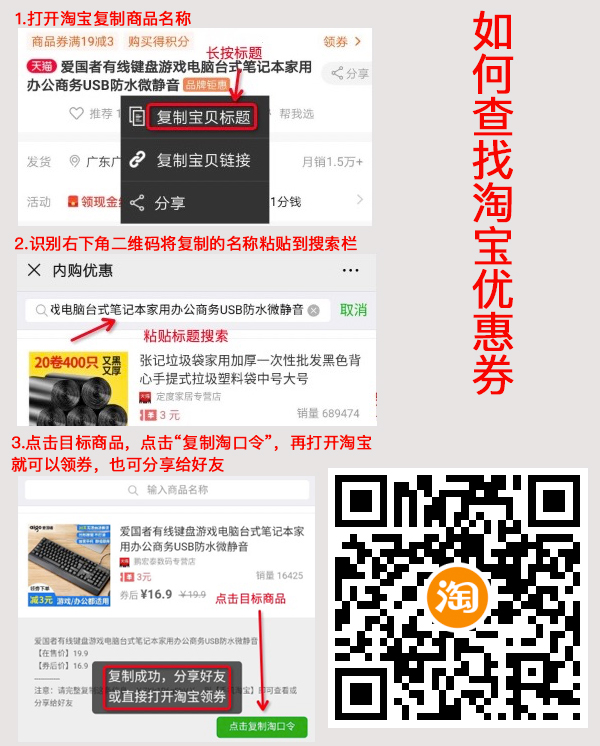 如何查找淘宝优惠券
1.打开淘宝复制商品名称
商品券满19减3 购买得积分 领券 >
长按标题
天猫 爱国者有线键盘游戏电脑台式笔记本家用
办公商务USB防水微静音 品牌钜惠
分享
推荐 帮我选
复制宝贝标题
发货 广东广 月销1.5万+
复制宝贝链接
活动 领现金 1分钱
分享
2.识别右下角二维码将复制的名称粘贴到搜索栏
内购优惠 •••
戏电脑台式笔记本家用办公商务USB防水微静音 取消
粘贴标题搜索
20卷400只 又黑又厚
张记垃圾袋家用加厚一次性批发黑色背
心手提式拉圾塑料袋中号大号
定度家居专营店
3 元 销量 689474
3.点击目标商品，点击“复制淘口令”，再打开淘宝
就可以领券，也可分享给好友
输入商品名称
aigo
爱国者有线键盘游戏电脑台式笔记本家
用办公商务USB防水微静音
鹏宏泰数码专营店
3元 销量 16425
券后 ¥16.9 ¥19.9
减3元 游戏/办公都适用
点击目标商品
爱国者有线键盘游戏电脑台式笔记本家用办公商务USB防水微静音
【在售价】19.9
【券后价】16.9
复制成功，分享好友
或直接打开淘宝领券
注意：请完整复制 即可查看或
分享给好友
点击复制淘口令
淘